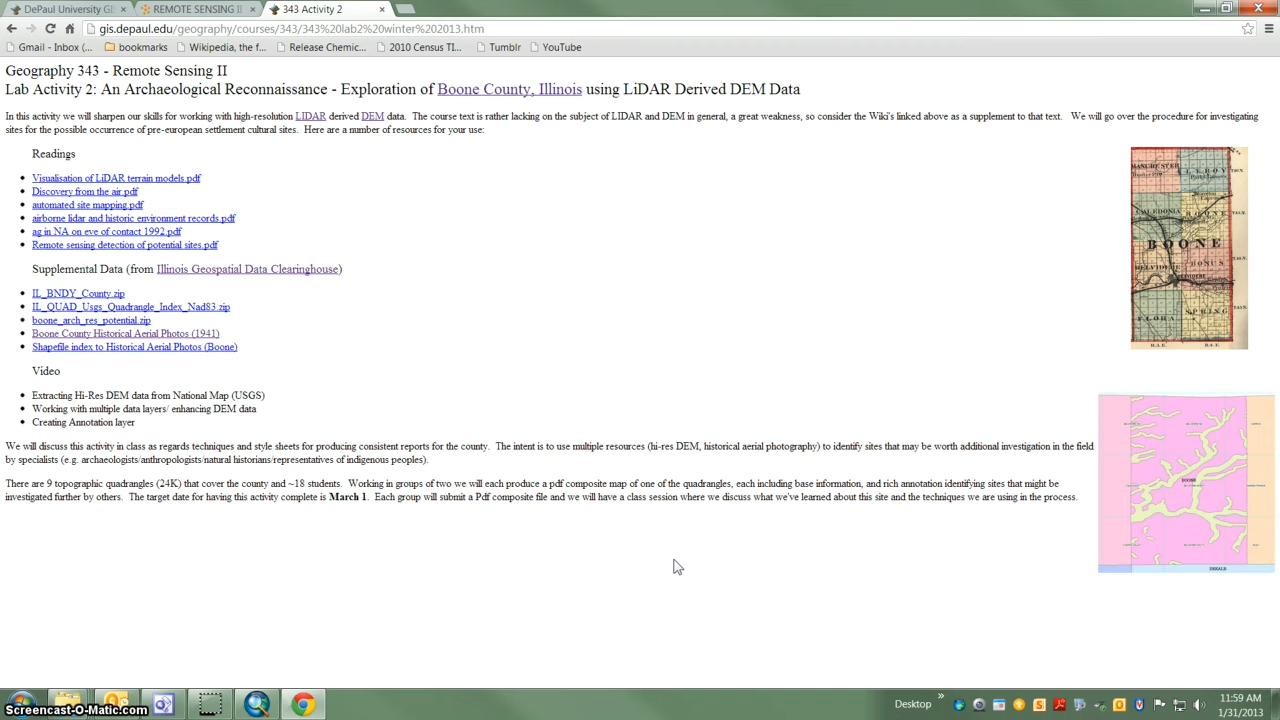 DePaul University GI
REMOTE SENSING II
343 Activity 2
gis.depaul.edu/geography/courses/343/343%20lab2%20winter%202013.htm
Gmail - Inbox (...
bookmarks
Wikipedia, the f...
Release Chemic...
2010 Census TI...
Tumblr
YouTube
Geography 343 - Remote Sensing II
Lab Activity 2: An Archaeological Reconnaissance - Exploration of Boone County, Illinois using LiDAR Derived DEM Data
In this activity we will sharpen our skills for working with high-resolution LIDAR derived DEM data. The course text is rather lacking on the subject of LIDAR and DEM in general, a great weakness, so consider the Wiki's linked above as a supplement to that text. We will go over the procedure for investigating
sites for the possible occurrence of pre-european settlement cultural sites. Here are a number of resources for your use:
Readings
Visualisation of LiDAR terrain models.pdf
Discovery from the air.pdf
automated site mapping.pdf
airborne lidar and historic environment records.pdf
ag in NA on eve of contact 1992.pdf
Remote sensing detection of potential sites.pdf
Supplemental Data (from Illinois Geospatial Data Clearinghouse)
IL_BNDY_County.zip
IL_QUAD_Usgs_Quadrangle_Index_Nad83.zip
boone_arch_res_potential.zip
Boone County Historical Aerial Photos (1941)
Shapefile index to Historical Aerial Photos (Boone)
Video
Extracting Hi-Res DEM data from National Map (USGS)
Working with multiple data layers/ enhancing DEM data
Creating Annotation layer
We will discuss this activity in class as regards techniques and style sheets for producing consistent reports for the county. The intent is to use multiple resources (hi-res DEM, historical aerial photography) to identify sites that may be worth additional investigation in the field
by specialists (e.g. archaeologists/anthropologists/natural historians/representatives of indigenous peoples).
There are 9 topographic quadrangles (24K) that cover the county and ~18 students. Working in groups of two we will each produce a pdf composite map of one of the quadrangles, each including base information, and rich annotation identifying sites that might be
investigated further by others. The target date for having this activity complete is March 1. Each group will submit a Pdf composite file and we will have a class session where we discuss what we've learned about this site and the techniques we are using in the process.
MANCHESTER
LEROY
CALEDONIA
BOONE
BOONE
BELVIDERE
BONUS
FLORA
SPRING
BOONE
DEKALB
Desktop
»
11:59 AM
1/31/2013
Screencast-O-Matic.com